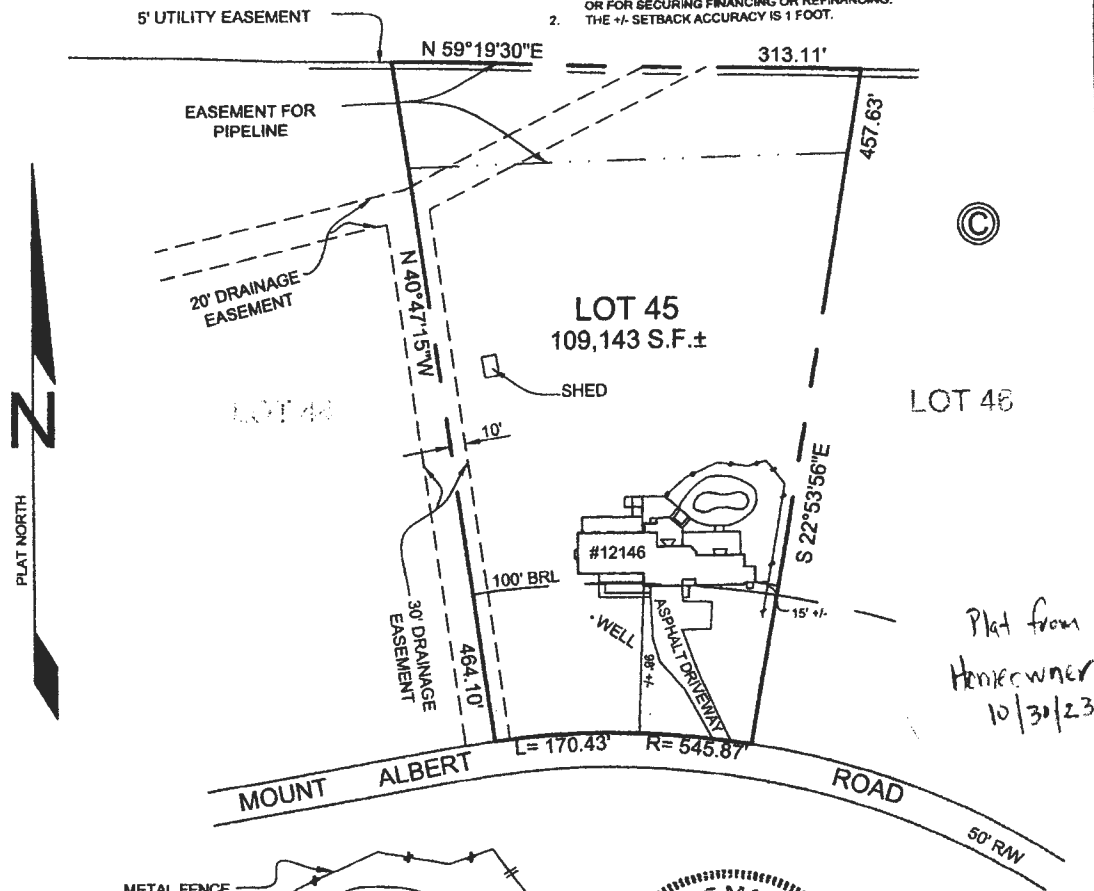 OR FOR SECURING FINANCING OR REFINANCING.
2. THE +/- SETBACK ACCURACY IS 1 FOOT.
5' UTILITY EASEMENT
N 59°19'30"E
313.11'
EASEMENT FOR
PIPELINE
457.63'
C
20' DRAINAGE
EASEMENT
N 40°47'15"W
LOT 45
109,143 S.F.±
SHED
LOT 44
LOT 46
N
PLAT NORTH
10'
S 22°53'56"E
#12146
100' BRL
15' +/-
WELL
98' +/-
ASPHALT DRIVEWAY
30' DRAINAGE
EASEMENT
464.10'
Plat from
Homeowner
10/30/23
L= 170.43'
R= 545.87'
MOUNT ALBERT ROAD
50' R/W
METAL FENCE